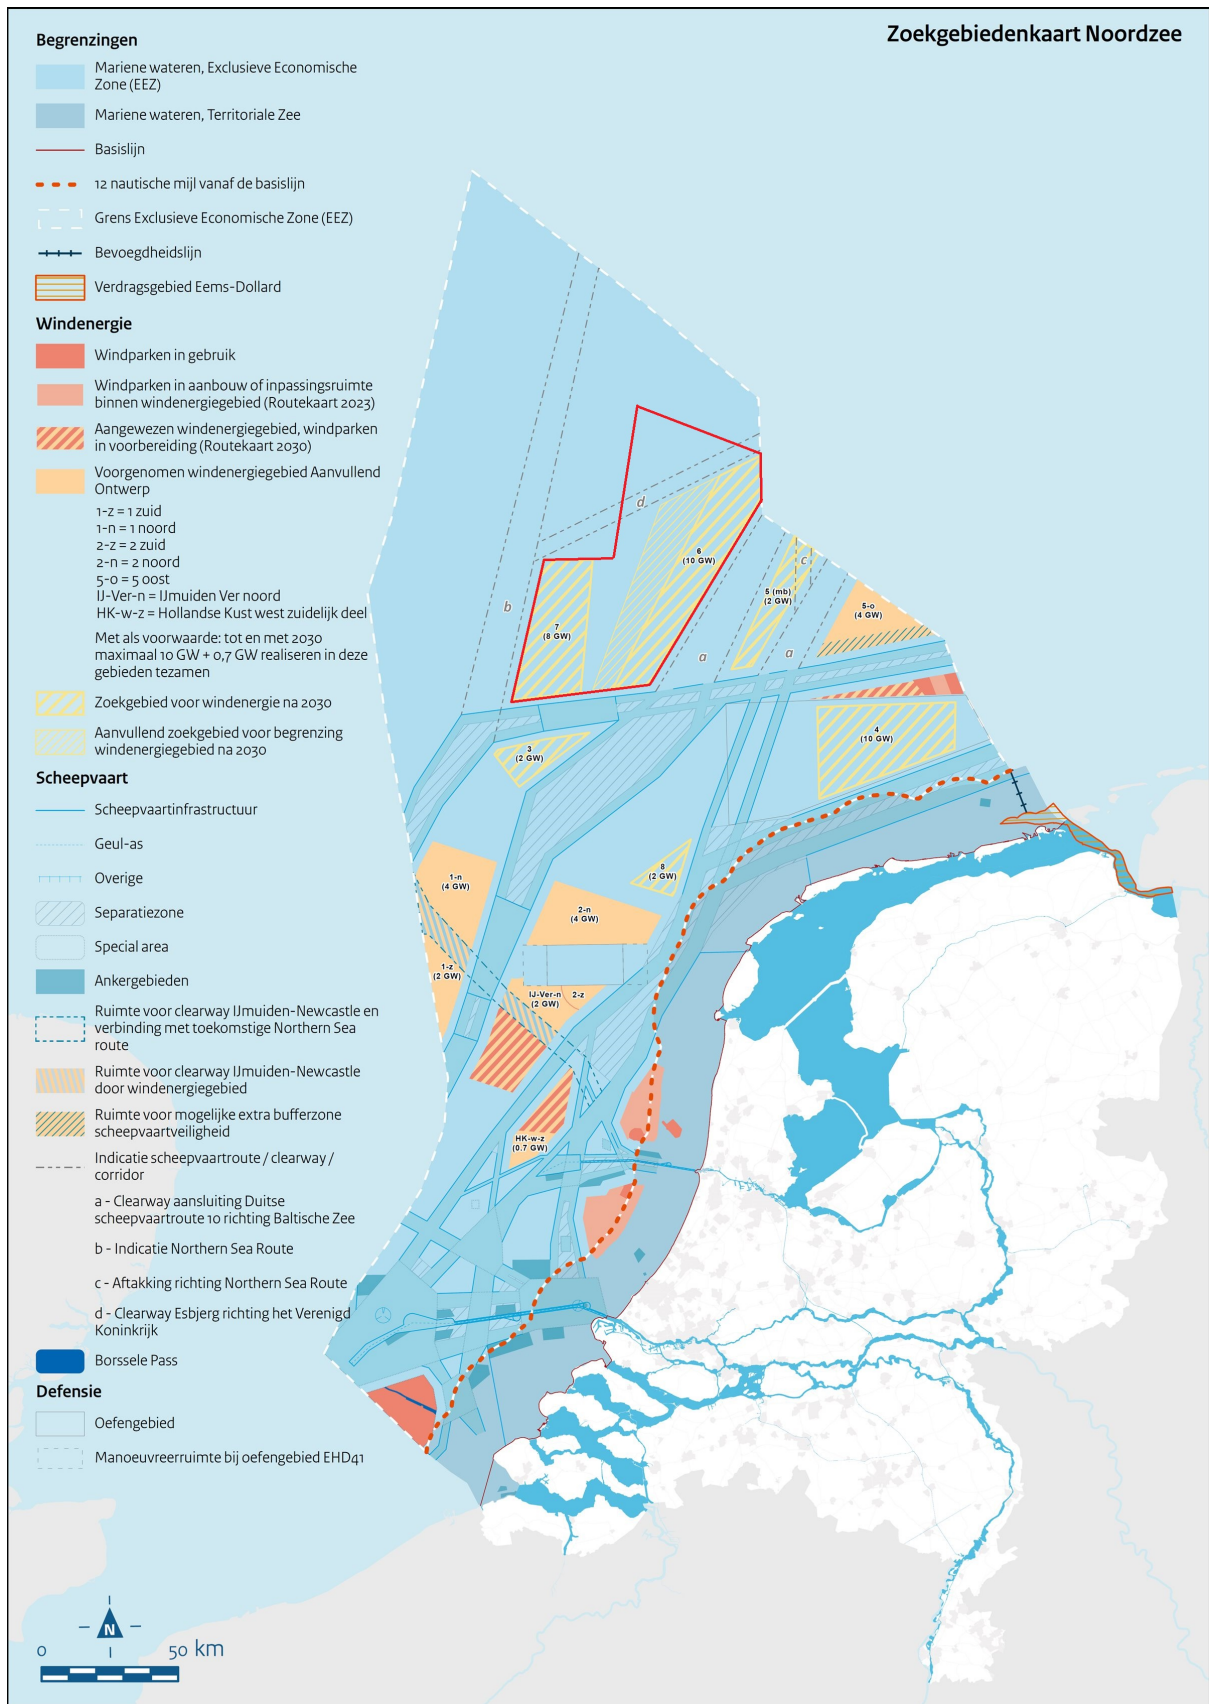 Zoekgebiedenkaart Noordzee
Begrenzingen
Mariene wateren, Exclusieve Economische
Zone (EEZ)
Mariene wateren, Territoriale Zee
Basislijn
12 nautische mijl vanaf de basislijn
Grens Exclusieve Economische Zone (EEZ)
Bevoegdheidslijn
Verdragsgebied Eems-Dollard
Windenergie
Windparken in gebruik
Windparken in aanbouw of inpassingsruimte
binnen windenergiegebied (Routekaart 2023)
Aangewezen windenergiegebied, windparken
in voorbereiding (Routekaart 2030)
Voorgenomen windenergiegebied Aanvullend
Ontwerp
1-z = 1 zuid
1-n = 1 noord
2-z = 2 zuid
2-n = 2 noord
5-o = 5 oost
IJ-Ver-n = IJmuiden Ver noord
HK-w-z = Hollandse Kust west zuidelijk deel
Met als voorwaarde: tot en met 2030
maximaal 10 GW + 0,7 GW realiseren in deze
gebieden tezamen
Zoekgebied voor windenergie na 2030
Aanvullend zoekgebied voor begrenzing
windenergiegebied na 2030
Scheepvaart
Scheepvaartinfrastructuur
Geul-as
Overige
Separatiezone
Special area
Ankergebieden
Ruimte voor clearway IJmuiden-Newcastle en
verbinding met toekomstige Northern Sea
route
Ruimte voor clearway IJmuiden-Newcastle
door windenergiegebied
Ruimte voor mogelijke extra bufferzone
scheepvaartveiligheid
Indicatie scheepvaartroute / clearway /
corridor
a - Clearway aansluiting Duitse
scheepvaartroute 10 richting Baltische Zee
b - Indicatie Northern Sea Route
c - Aftakking richting Northern Sea Route
d - Clearway Esbjerg richting het Verenigd
Koninkrijk
Borssele Pass
Defensie
Oefengebied
Manoeuvreerruimte bij oefengebied EHD41
N
0
50 km
d
6
(10 GW)
c
5 (mb)
(2 GW)
b
5-o
(4 GW)
7
(8 GW)
a
a
4
(10 GW)
3
(2 GW)
8
(2 GW)
1-n
(4 GW)
2-n
(4 GW)
1-z
(2 GW)
IJ-Ver-n
(2 GW)
2-z
HK-w-z
(0.7 GW)